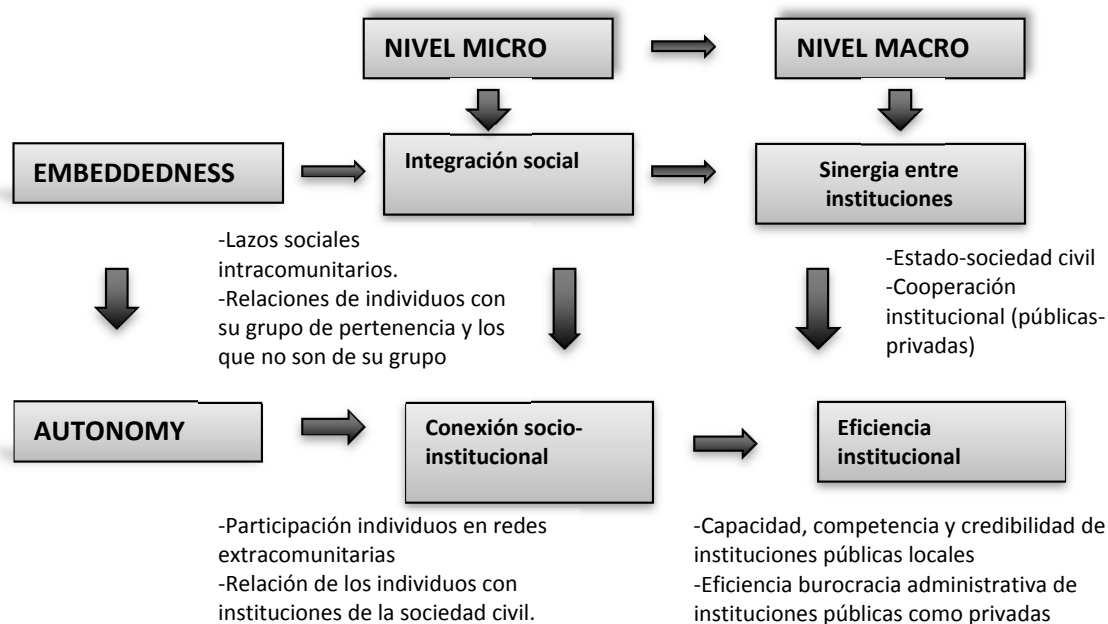 NIVEL MICRO
NIVEL MACRO
EMBEDDEDNESS
Integración social
Sinergia entre
instituciones
-Lazos sociales
intracomunitarios.
-Relaciones de individuos con
su grupo de pertenencia y los
que no son de su grupo
-Estado-sociedad civil
-Cooperación
institucional (públicas-
privadas)
AUTONOMY
Conexión socio-
institucional
Eficiencia
institucional
-Participación individuos en redes
extracomunitarias
-Relación de los individuos con
instituciones de la sociedad civil.
-Capacidad, competencia y credibilidad de
instituciones públicas locales
-Eficiencia burocracia administrativa de
instituciones públicas como privadas